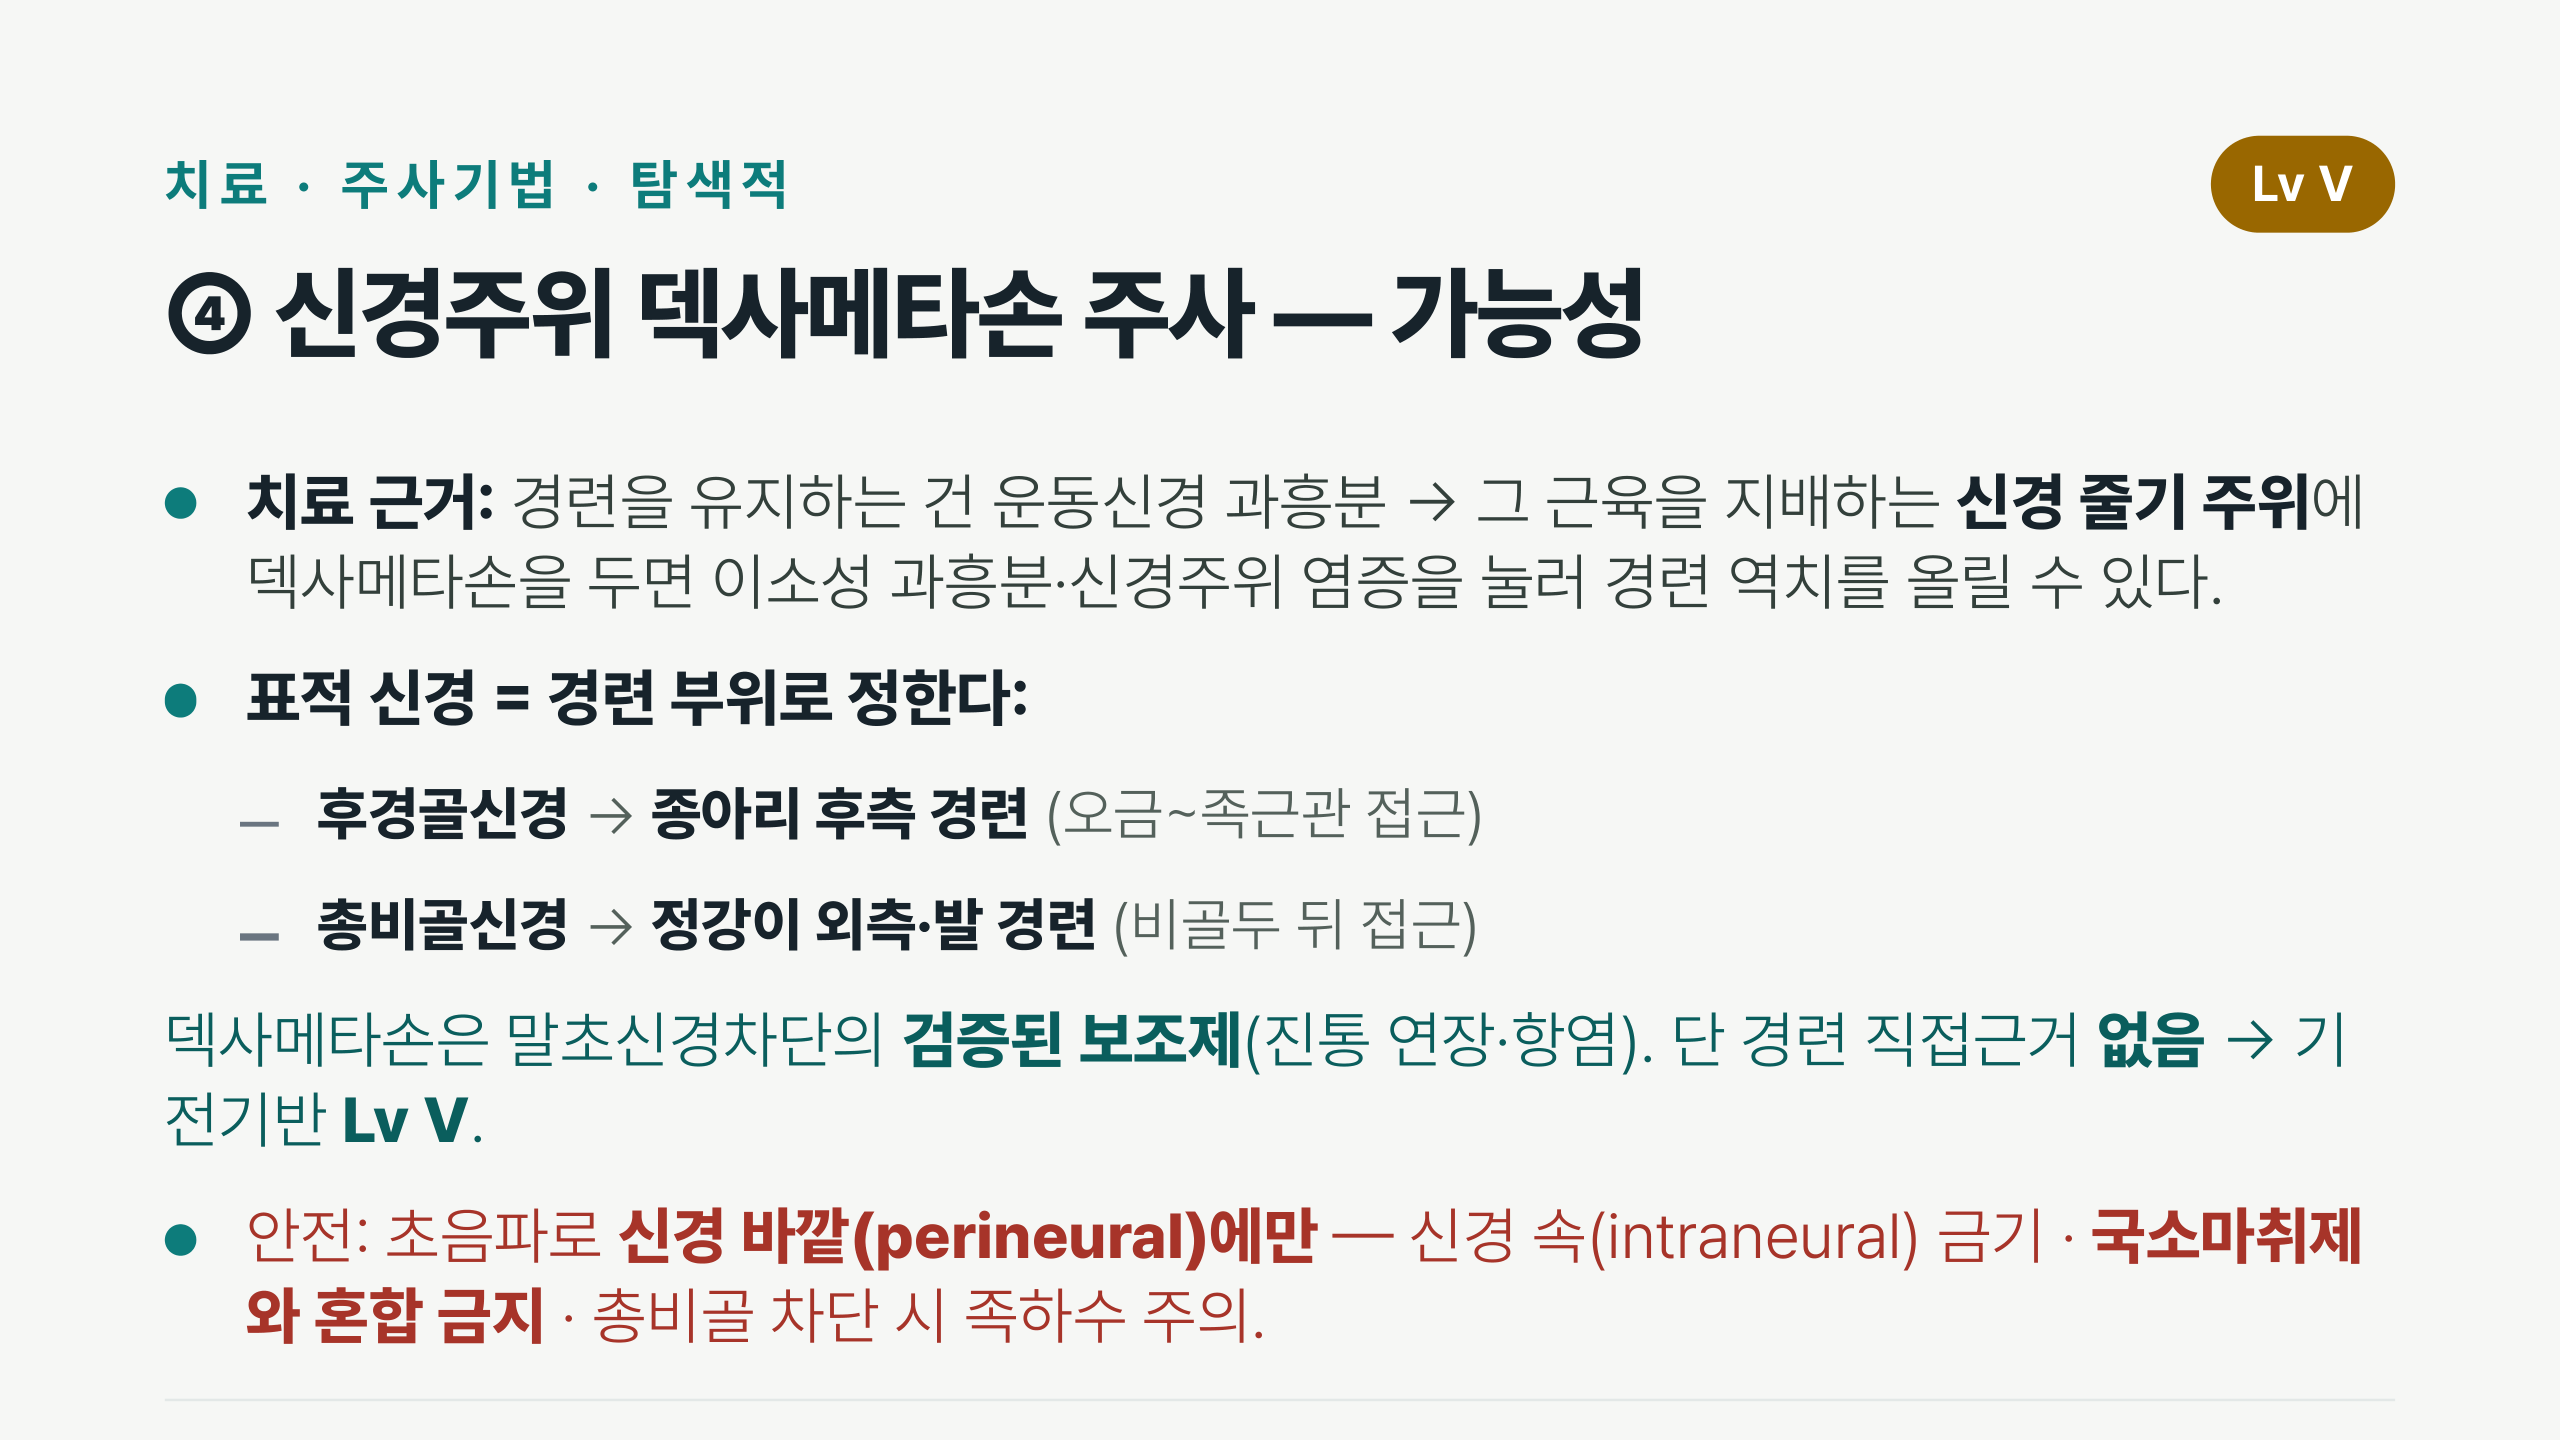 치료 · 주사기법 · 탐색적
Lv V
④ 신경주위 덱사메타손 주사 — 가능성
● 치료 근거: 경련을 유지하는 건 운동신경 과흥분 → 그 근육을 지배하는 신경 줄기 주위에
덱사메타손을 두면 이소성 과흥분·신경주위 염증을 눌러 경련 역치를 올릴 수 있다.
● 표적 신경 = 경련 부위로 정한다:
– 후경골신경 → 종아리 후측 경련 (오금~족근관 접근)
– 총비골신경 → 정강이 외측·발 경련 (비골두 뒤 접근)
덱사메타손은 말초신경차단의 검증된 보조제(진통 연장·항염). 단 경련 직접근거 없음 → 기
전기반 Lv V.
● 안전: 초음파로 신경 바깥(perineural)에만 — 신경 속(intraneural) 금기 · 국소마취제
와 혼합 금지 · 총비골 차단 시 족하수 주의.